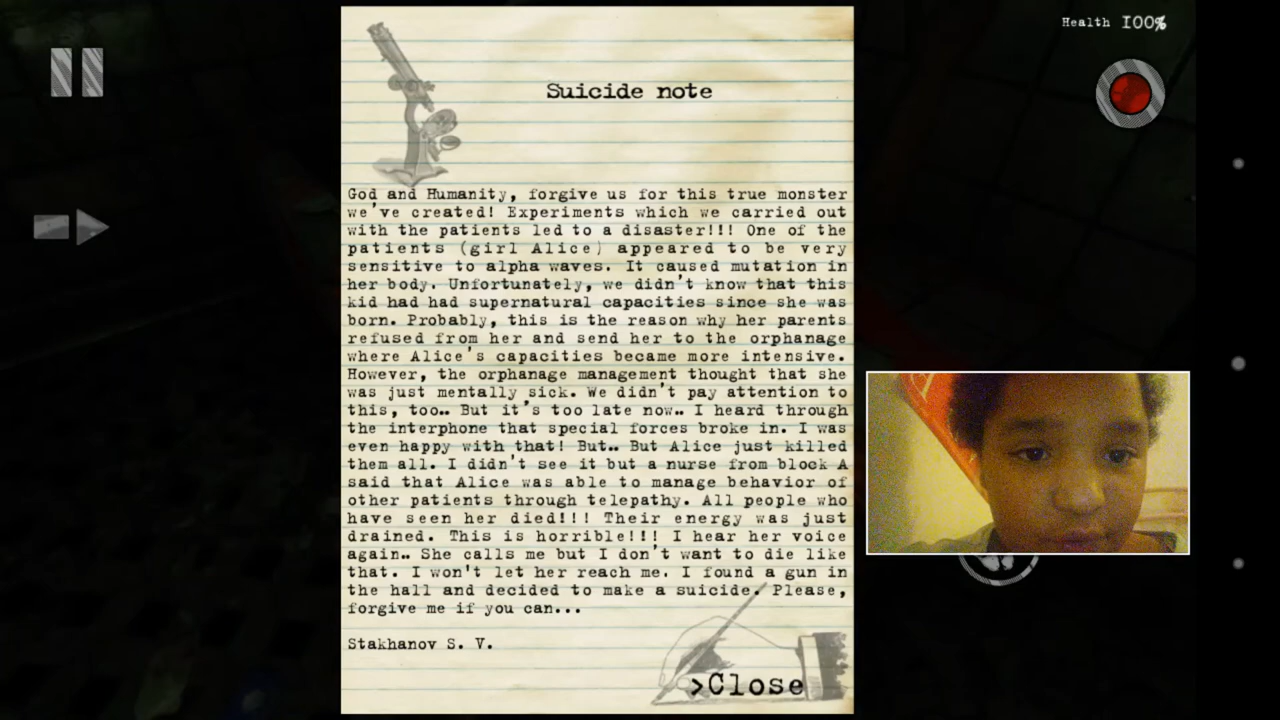 Health 100%
Suicide note
God and Humanity, forgive us for this true monster
we've created! Experiments which we carried out
with the patients led to a disaster!!! One of the
patients (girl Alice) appeared to be very
sensitive to alpha waves. It caused mutation in
her body. Unfortunately, we didn't know that this
kid had had supernatural capacities since she was
born. Probably, this is the reason why her parents
refused from her and send her to the orphanage
where Alice's capacities became more intensive.
However, the orphanage management thought that she
was just mentally sick. We didn't pay attention to
this, too.. But it's too late now.. I heard through
the interphone that special forces broke in. I was
even happy with that! But.. But Alice just killed
them all. I didn't see it but a nurse from block A
said that Alice was able to manage behavior of
other patients through telepathy. All people who
have seen her died!!! Their energy was just
drained. This is horrible!!! I hear her voice
again.. She calls me but I don't want to die like
that. I won't let her reach me. I found a gun in
the hall and decided to make a suicide. Please,
forgive me if you can...
Stakhanov S. V.
>Close